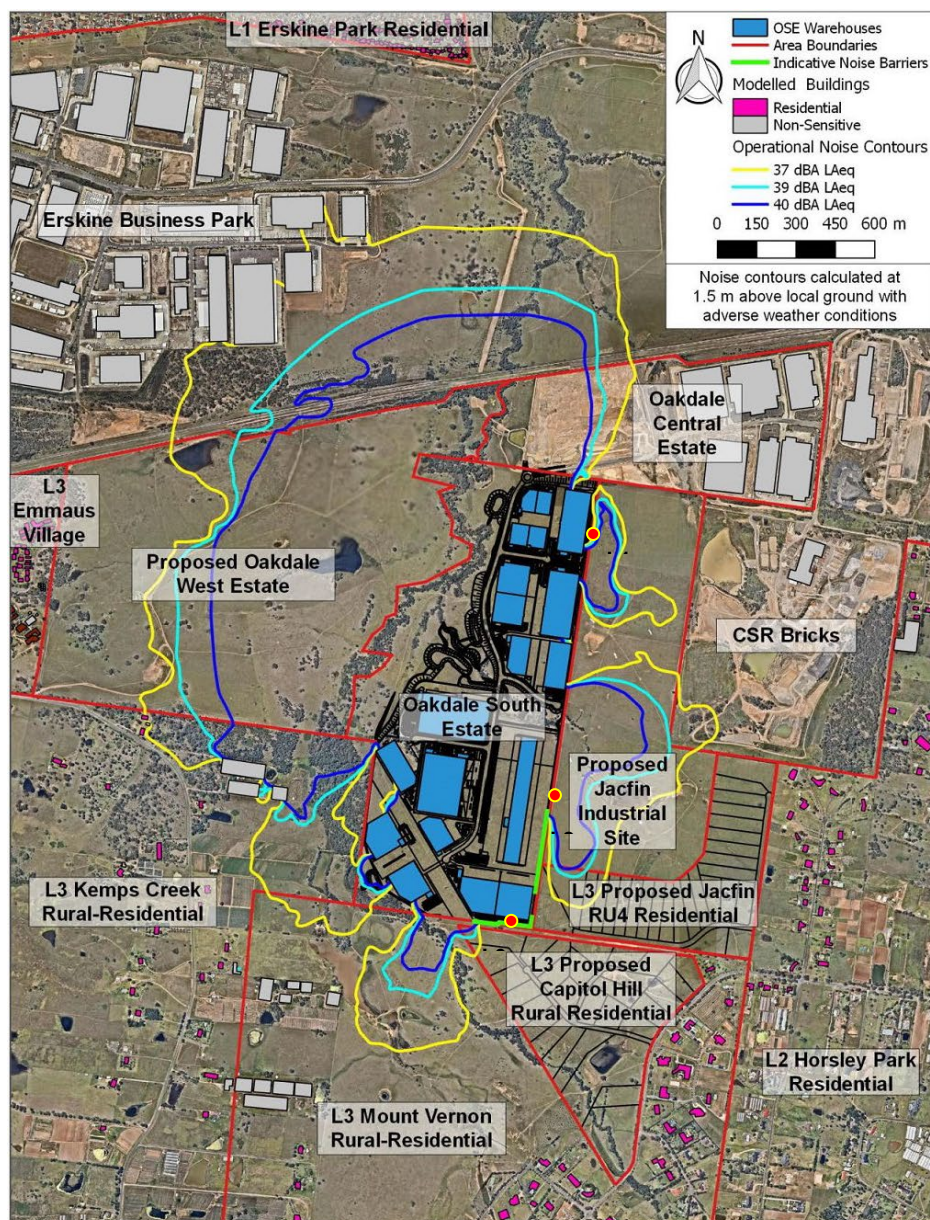 L1 Erskine Park Residential
N
OSE Warehouses
Area Boundaries
Indicative Noise Barriers
Modelled Buildings
Residential
Non-Sensitive
Operational Noise Contours
37 dBA LAeq
39 dBA LAeq
40 dBA LAeq
0 150 300 450 600 m
Noise contours calculated at
1.5 m above local ground with
adverse weather conditions
Erskine Business Park
Oakdale
Central
Estate
L3
Emmaus
Village
Proposed Oakdale
West Estate
CSR Bricks
Oakdale South
Estate
Proposed
Jacfin
Industrial
Site
L3 Kemps Creek
Rural-Residential
L3 Proposed Jacfin
RU4 Residential
L3 Proposed
Capitol Hill
Rural Residential
L2 Horsley Park
Residential
L3 Mount Vernon
Rural-Residential